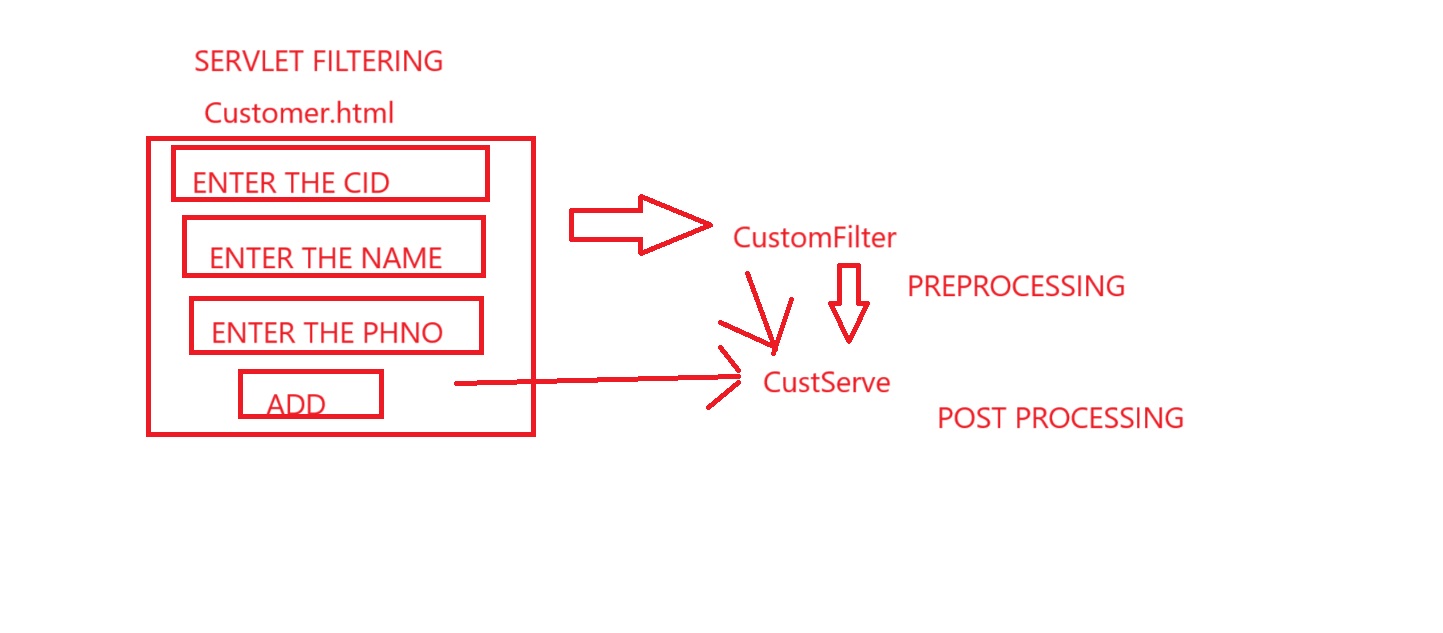 SERVLET FILTERING
Customer.html
ENTER THE CID
ENTER THE NAME
ENTER THE PHNO
ADD
CustomFilter
PREPROCESSING
CustServe
POST PROCESSING